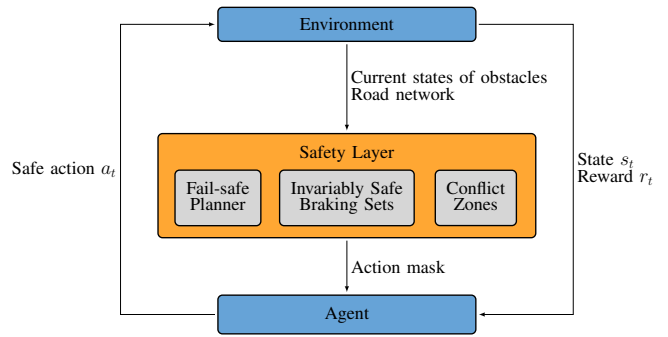 Environment
Current states of obstacles
Road network
Safety Layer
Fail-safe
Planner
Invariably Safe
Braking Sets
Conflict
Zones
Safe action a_t
State s_t
Reward r_t
Action mask
Agent